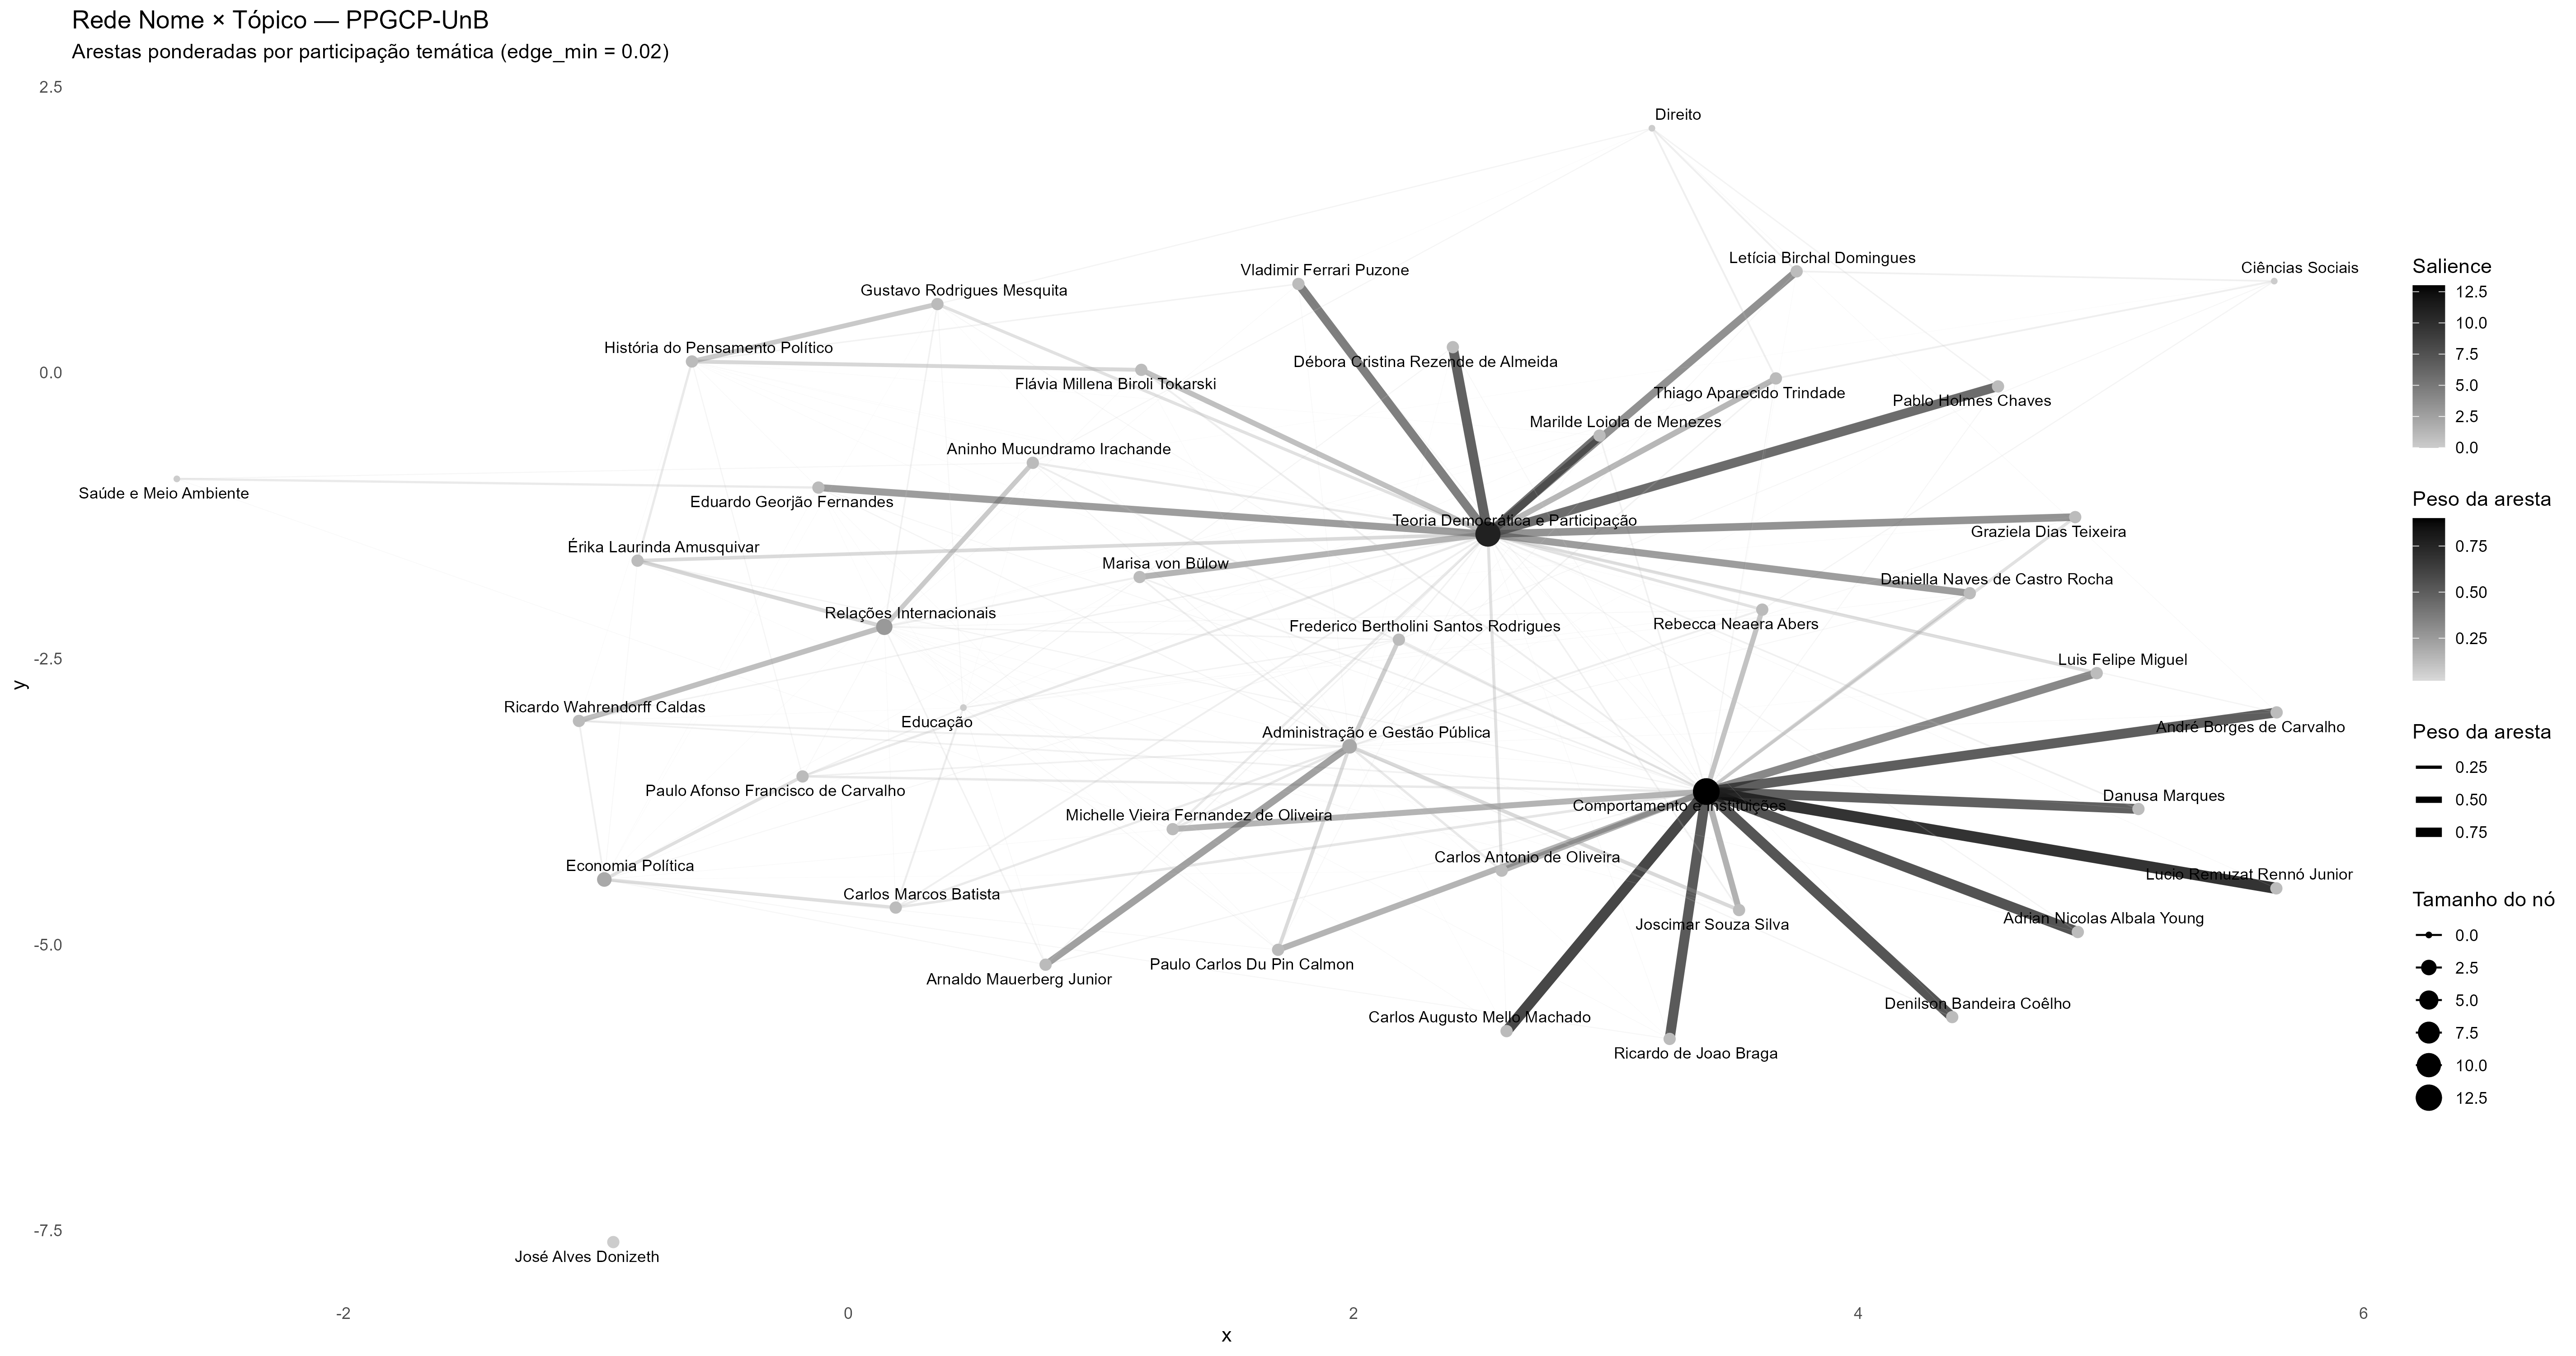 Rede Nome × Tópico — PPGCP-UnB
Arestas ponderadas por participação temática (edge_min = 0.02)
2.5
Direito
Letícia Birchal Domingues
Ciências Sociais
Vladimir Ferrari Puzone
Gustavo Rodrigues Mesquita
História do Pensamento Político
Débora Cristina Rezende de Almeida
0.0
Flávia Millena Biroli Tokarski
Thiago Aparecido Trindade
Pablo Holmes Chaves
Marilde Loiola de Menezes
Aninho Mucundramo Irachande
Saúde e Meio Ambiente
Eduardo Georjão Fernandes
Teoria Democrática e Participação
Graziela Dias Teixeira
Érika Laurinda Amusquivar
Marisa von Bülow
Daniella Naves de Castro Rocha
Relações Internacionais
Frederico Bertholini Santos Rodrigues
Rebecca Neaera Abers
-2.5
Luis Felipe Miguel
y
Ricardo Wahrendorff Caldas
Educação
Administração e Gestão Pública
André Borges de Carvalho
Paulo Afonso Francisco de Carvalho
Danusa Marques
Comportamento e Instituições
Michelle Vieira Fernandez de Oliveira
Carlos Antonio de Oliveira
Economia Política
Lucio Remuzat Rennó Junior
Carlos Marcos Batista
Adrian Nicolas Albala Young
Joscimar Souza Silva
-5.0
Paulo Carlos Du Pin Calmon
Arnaldo Mauerberg Junior
Denilson Bandeira Coêlho
Carlos Augusto Mello Machado
Ricardo de Joao Braga
-7.5
José Alves Donizeth
-2
0
2
4
6
x
Salience
12.5
10.0
7.5
5.0
2.5
0.0
Peso da aresta
0.75
0.50
0.25
Peso da aresta
0.25
0.50
0.75
Tamanho do nó
0.0
2.5
5.0
7.5
10.0
12.5